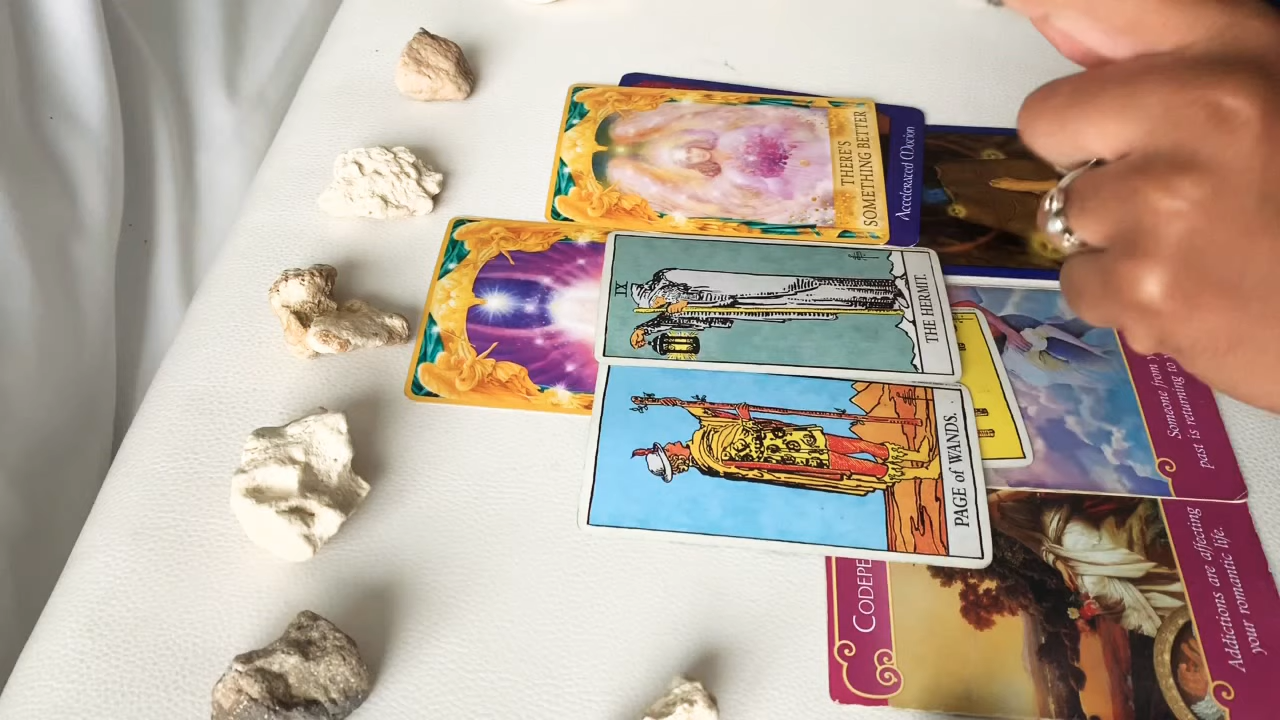 THERE'S
SOMETHING BETTER
Accelerated Motion
IX
THE HERMIT.
PAGE of WANDS.
Someone from
past is returning to
CODEPE
Addictions are affecting
your romantic life.